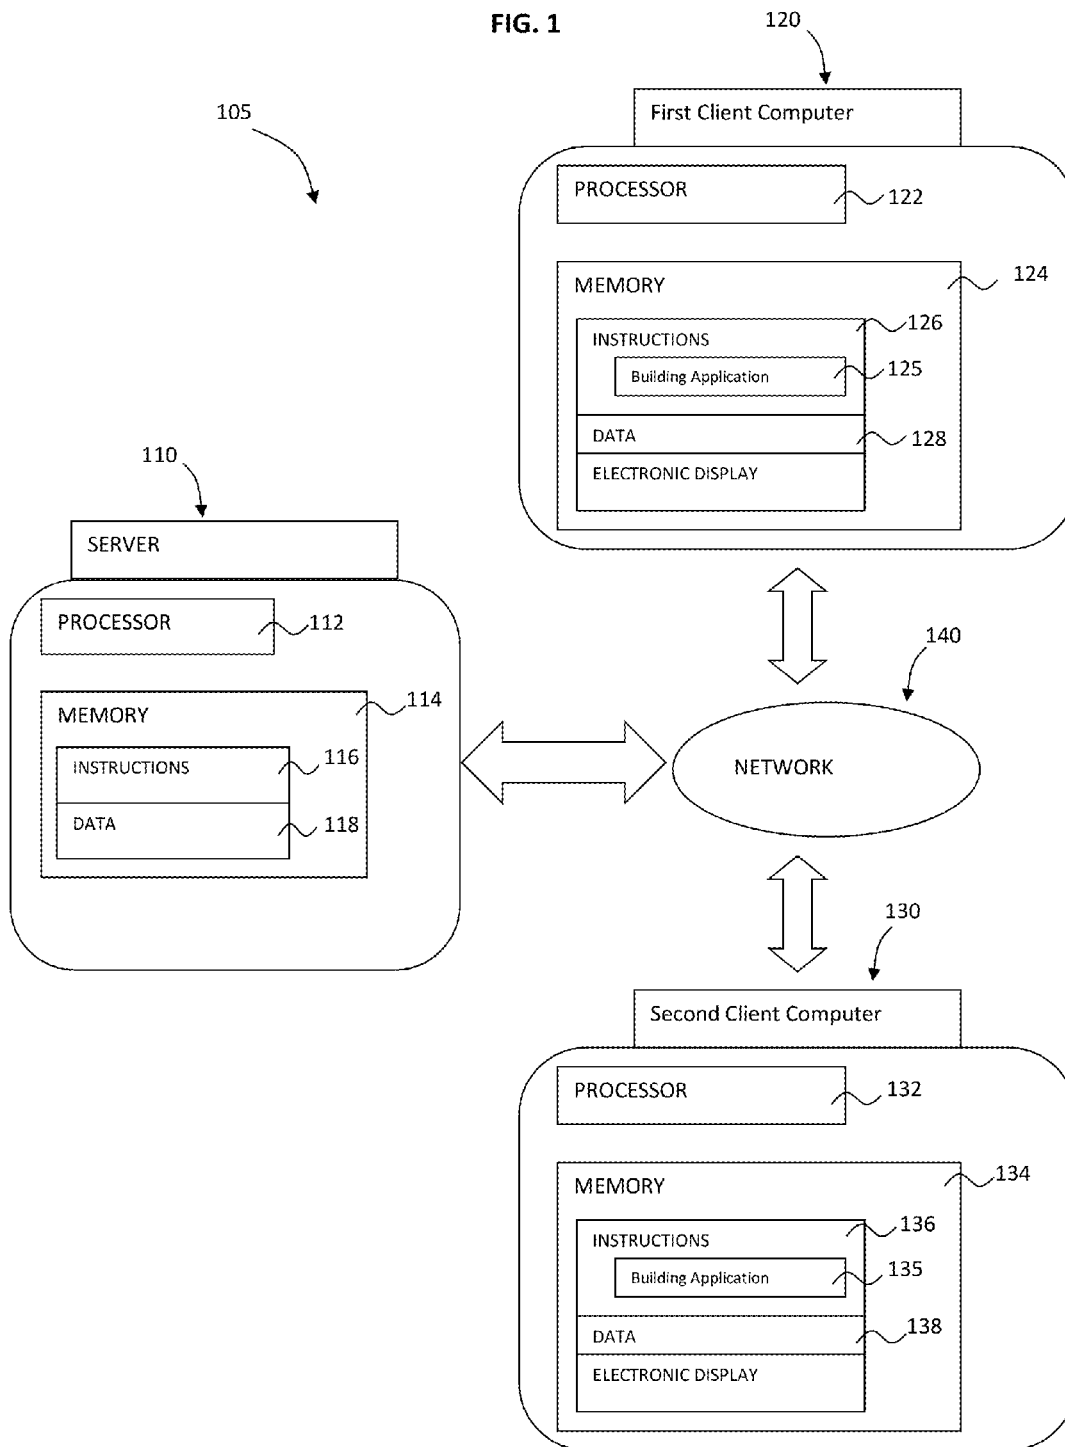 FIG. 1
120
105
First Client Computer
PROCESSOR
122
MEMORY
124
126
INSTRUCTIONS
Building Application
125
DATA
128
ELECTRONIC DISPLAY
110
SERVER
PROCESSOR
112
MEMORY
114
INSTRUCTIONS
116
DATA
118
140
NETWORK
130
Second Client Computer
PROCESSOR
132
MEMORY
134
136
INSTRUCTIONS
Building Application
135
DATA
138
ELECTRONIC DISPLAY